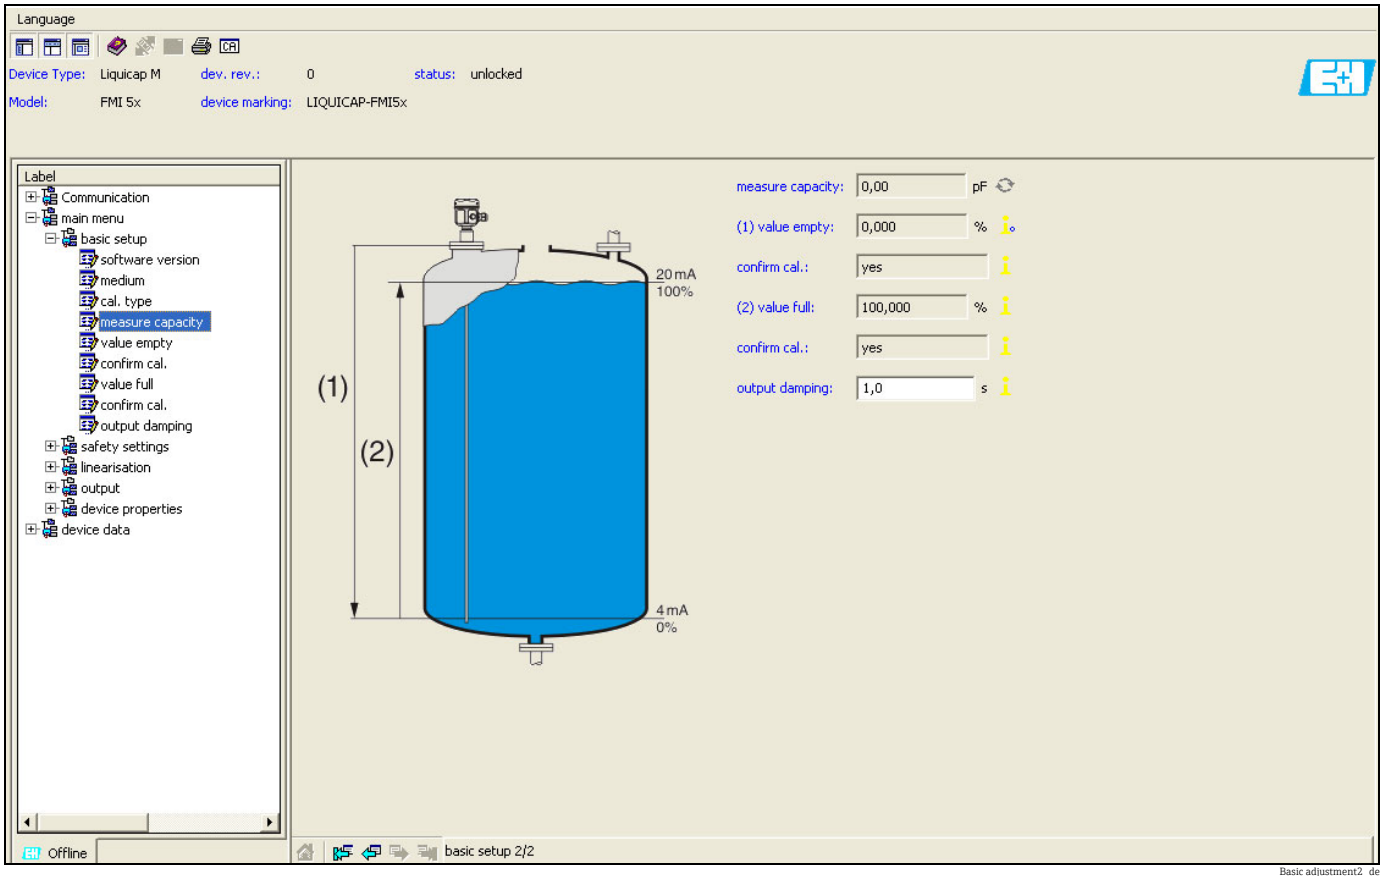 Language
CA
Device Type: Liquicap M dev. rev.: 0 status: unlocked
E+H
Model: FMI 5x device marking: LIQUICAP-FMI5x
Label
Communication
main menu
basic setup
software version
medium
cal. type
measure capacity
value empty
confirm cal.
value full
confirm cal.
output damping
safety settings
linearisation
output
device properties
device data
E+H Offline
20 mA
100%
(1)
(2)
4 mA
0%
measure capacity: 0,00 pF
(1) value empty: 0,000 %
confirm cal.: yes
(2) value full: 100,000 %
confirm cal.: yes
output damping: 1,0 s
basic setup 2/2
Basic adjustment2_de